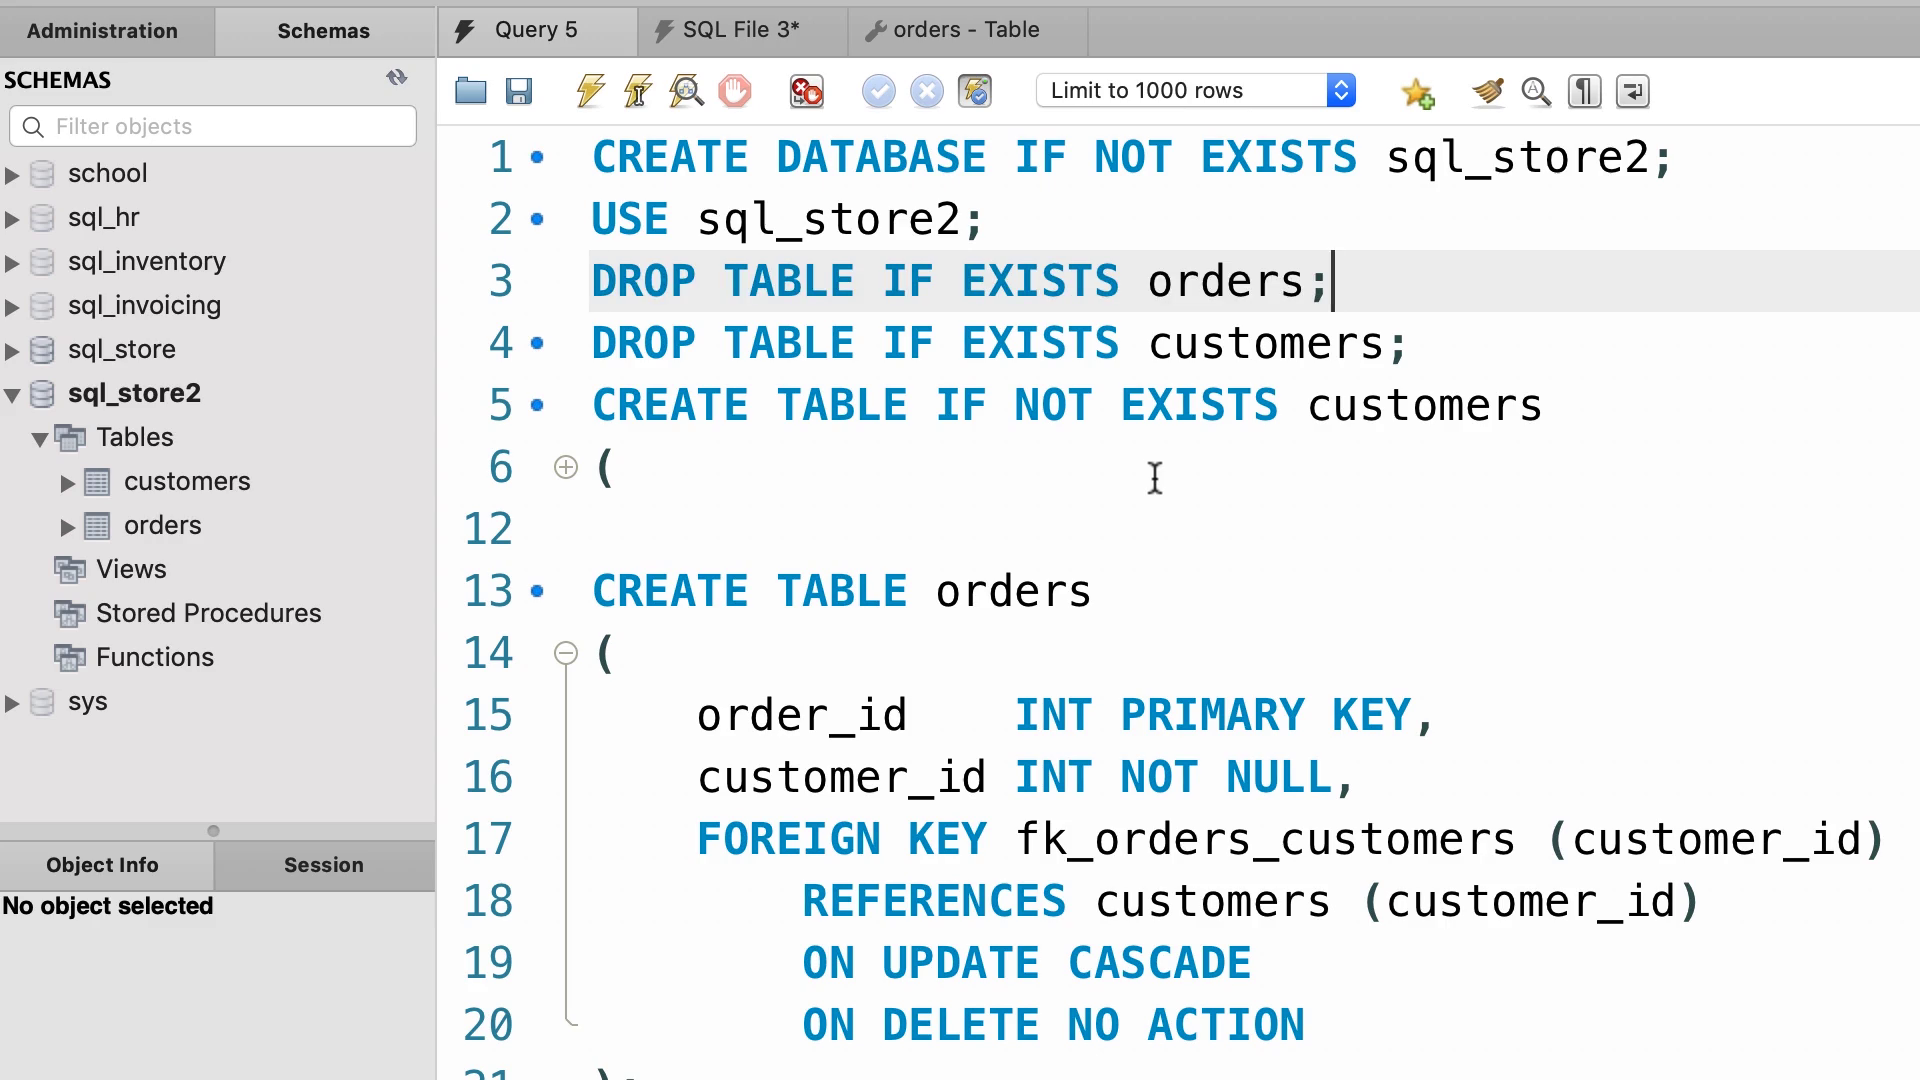 Administration
Schemas
Query 5
SQL File 3*
orders - Table
SCHEMAS
Filter objects
Limit to 1000 rows
school
sql_hr
sql_inventory
sql_invoicing
sql_store
sql_store2
Tables
customers
orders
Views
Stored Procedures
Functions
sys
Object Info
Session
No object selected
1 CREATE DATABASE IF NOT EXISTS sql_store2;
2 USE sql_store2;
3 DROP TABLE IF EXISTS orders;
4 DROP TABLE IF EXISTS customers;
5 CREATE TABLE IF NOT EXISTS customers
6 (
12
13 CREATE TABLE orders
14 (
15 order_id INT PRIMARY KEY,
16 customer_id INT NOT NULL,
17 FOREIGN KEY fk_orders_customers (customer_id)
18 REFERENCES customers (customer_id)
19 ON UPDATE CASCADE
20 ON DELETE NO ACTION